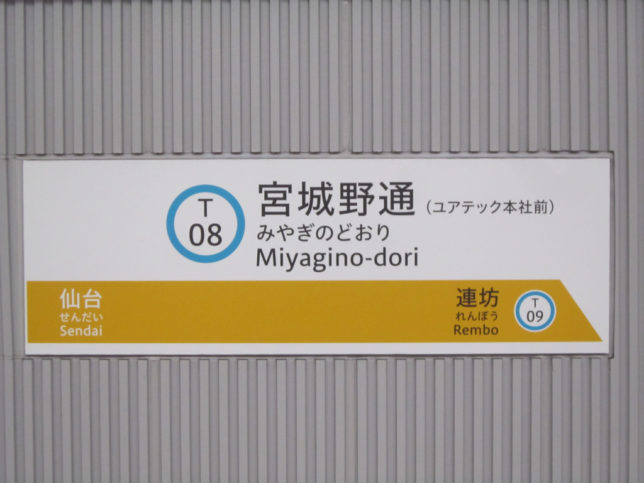 T
08
宮城野通（ユアテック本社前）
みやぎのどおり
Miyagino-dori
仙台
せんだい
Sendai
連坊
れんぼう
Rembo
T
09